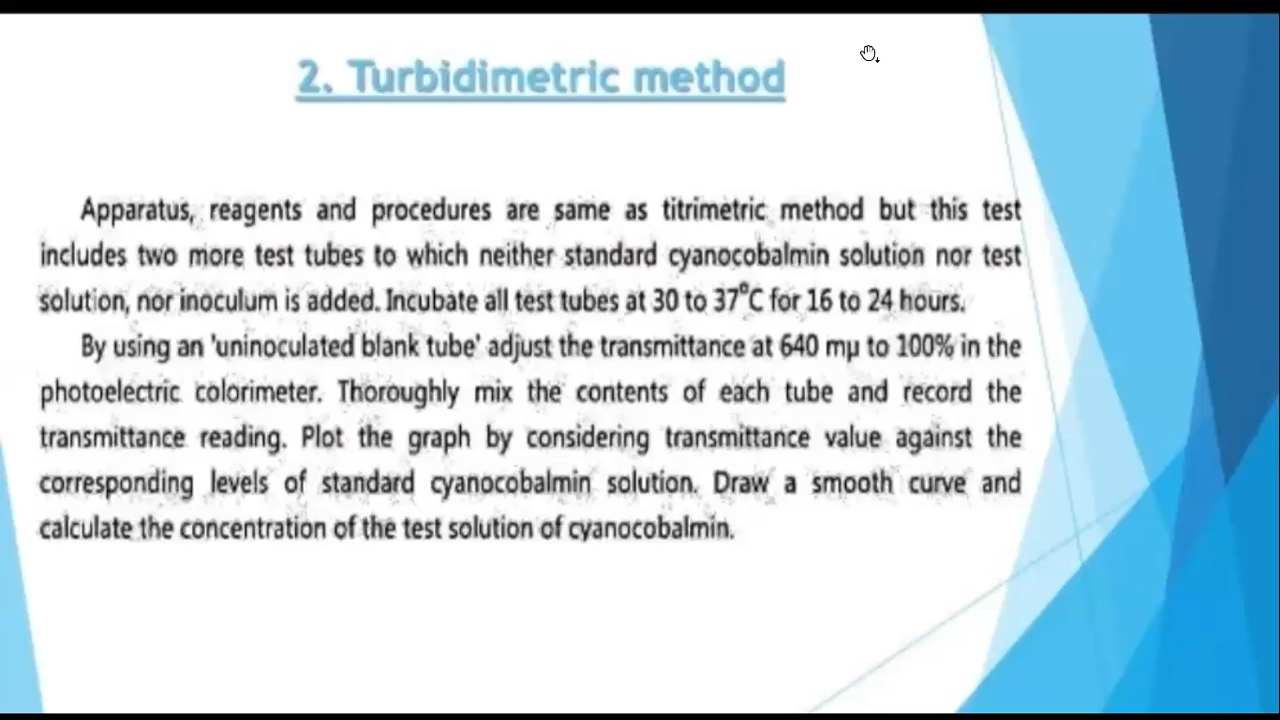 2. Turbidimetric method
Apparatus, reagents and procedures are same as titrimetric method but this test
includes two more test tubes to which neither standard cyanocobalmin solution nor test
solution, nor inoculum is added. Incubate all test tubes at 30 to 37°C for 16 to 24 hours.
By using an 'uninoculated blank tube' adjust the transmittance at 640 mμ to 100% in the
photoelectric colorimeter. Thoroughly mix the contents of each tube and record the
transmittance reading. Plot the graph by considering transmittance value against the
corresponding levels of standard cyanocobalmin solution. Draw a smooth curve and
calculate the concentration of the test solution of cyanocobalmin.